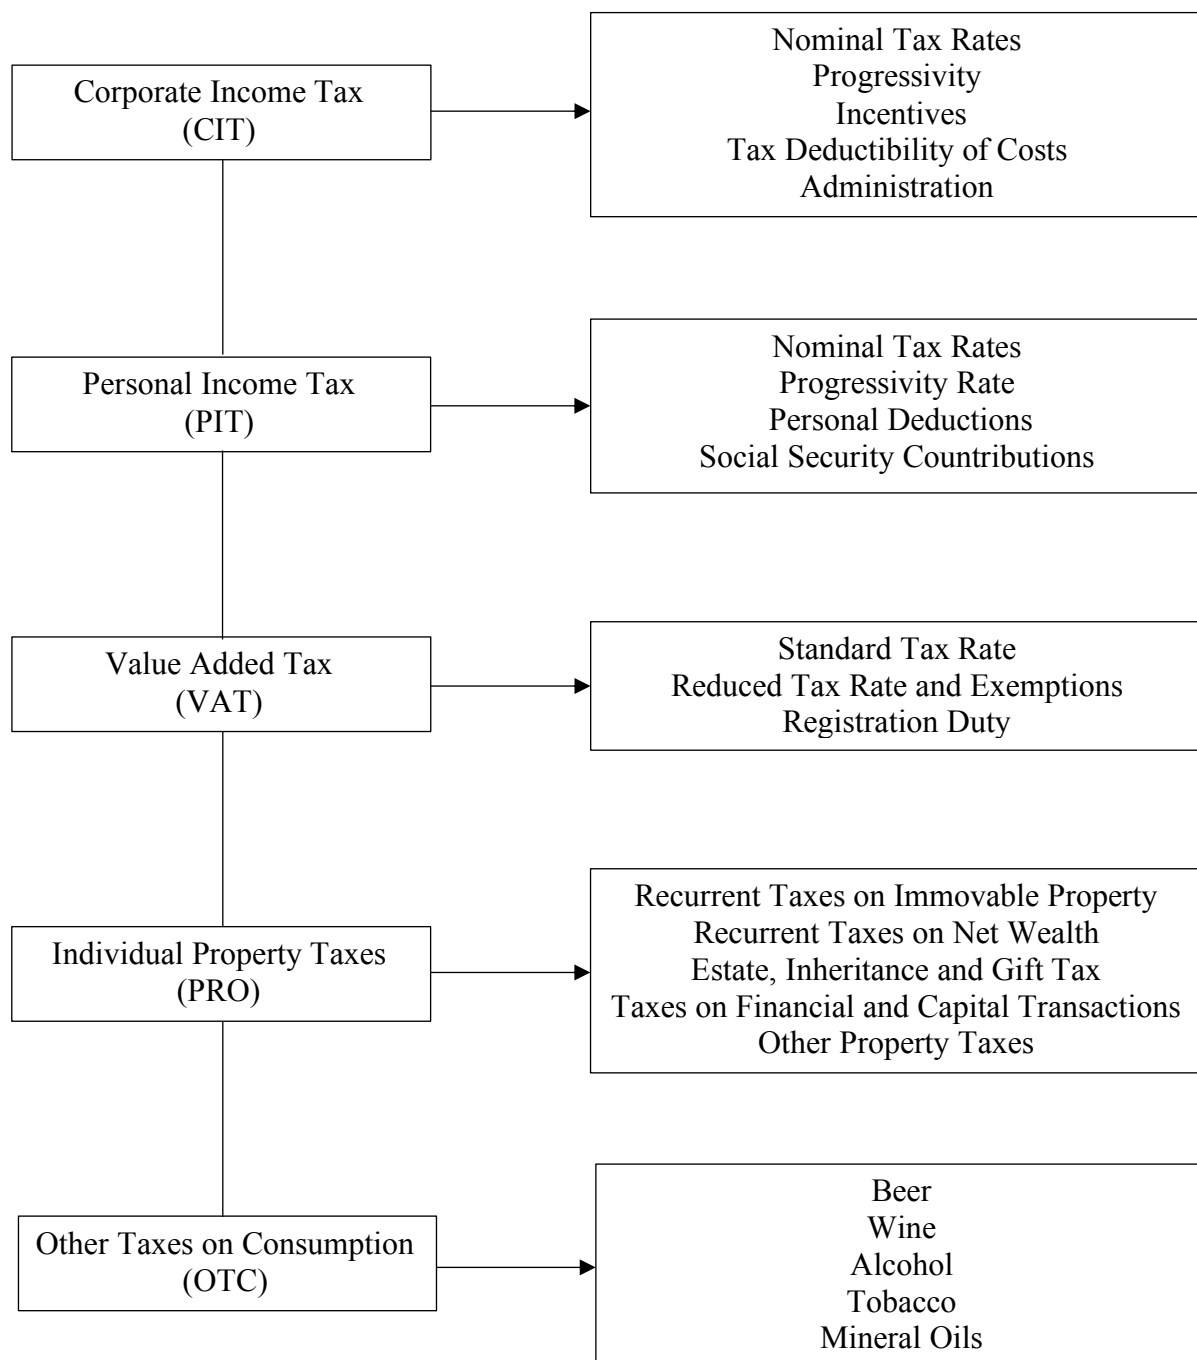 Corporate Income Tax
(CIT)
Nominal Tax Rates
Progressivity
Incentives
Tax Deductibility of Costs
Administration
Personal Income Tax
(PIT)
Nominal Tax Rates
Progressivity Rate
Personal Deductions
Social Security Countributions
Value Added Tax
(VAT)
Standard Tax Rate
Reduced Tax Rate and Exemptions
Registration Duty
Individual Property Taxes
(PRO)
Recurrent Taxes on Immovable Property
Recurrent Taxes on Net Wealth
Estate, Inheritance and Gift Tax
Taxes on Financial and Capital Transactions
Other Property Taxes
Other Taxes on Consumption
(OTC)
Beer
Wine
Alcohol
Tobacco
Mineral Oils